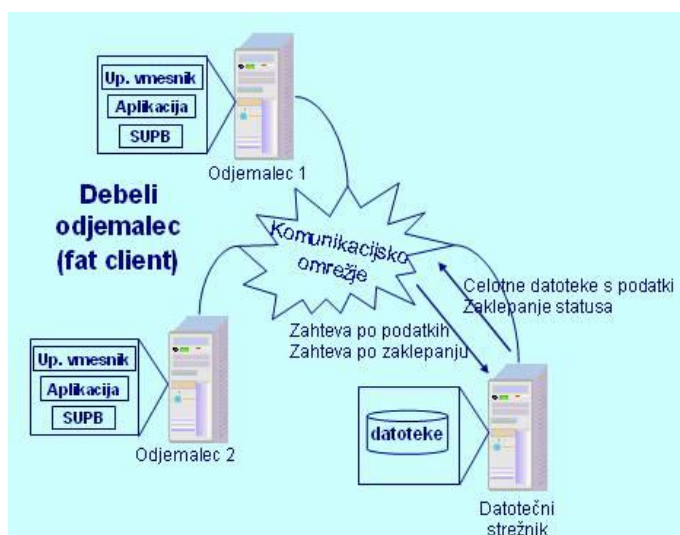 Up. vmesnik
Aplikacija
SUPB
Odjemalec 1
Debeli
odjemalec
(fat client)
Komunikacijsko
omrežje
Celotne datoteke s podatki
Zaklepanje statusa
Zahteva po podatkih
Zahteva po zaklepanju
Up. vmesnik
Aplikacija
SUPB
Odjemalec 2
datoteke
Datotečni
strežnik